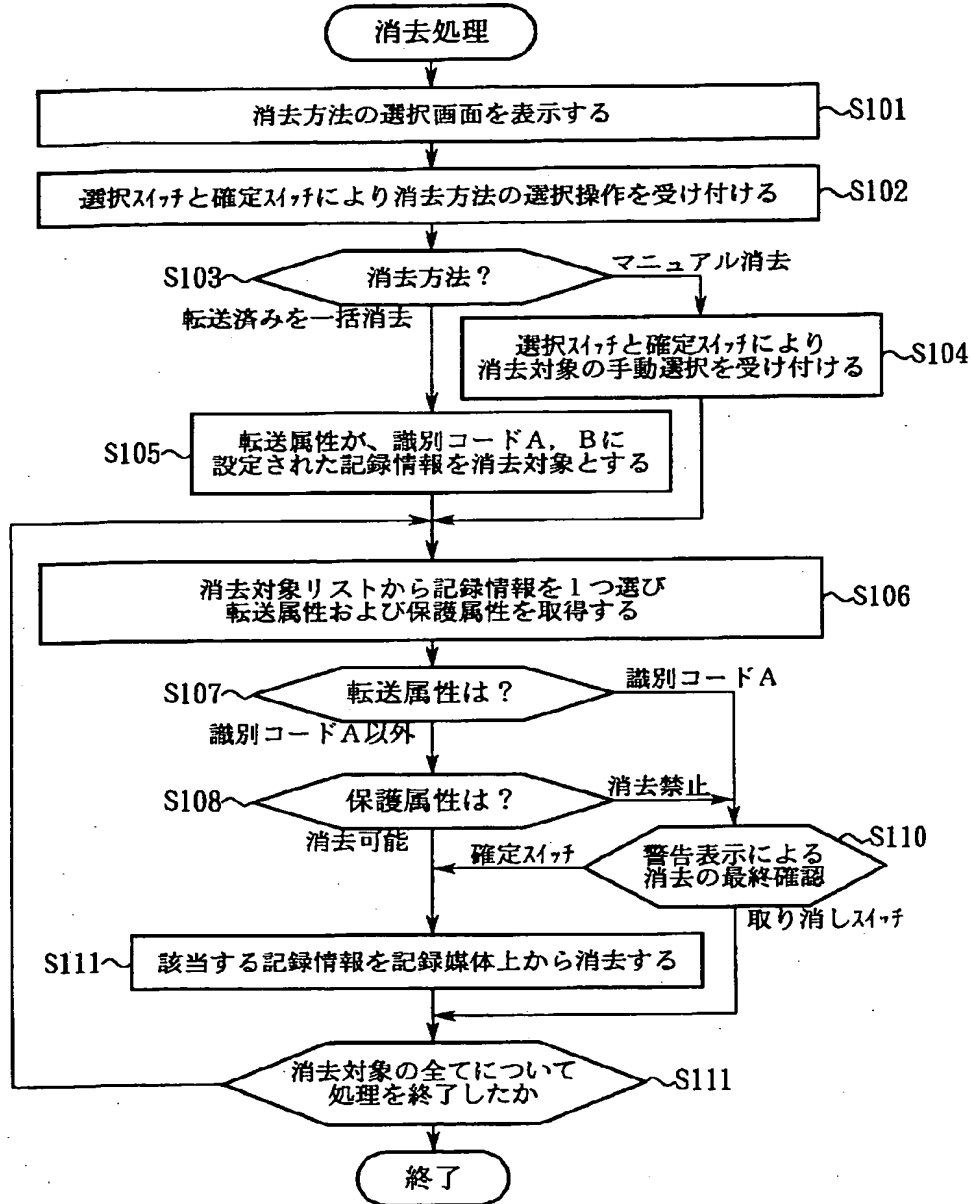 消去処理
消去方法の選択画面を表示する
S101
選択ｽｲｯﾁと確定ｽｲｯﾁにより消去方法の選択操作を受け付ける
S102
S103
消去方法？
マニュアル消去
転送済みを一括消去
選択ｽｲｯﾁと確定ｽｲｯﾁにより
消去対象の手動選択を受け付ける
S104
S105
転送属性が、識別コードＡ，Ｂに
設定された記録情報を消去対象とする
消去対象リストから記録情報を１つ選び
転送属性および保護属性を取得する
S106
S107
転送属性は？
識別コードＡ
識別コードＡ以外
S108
保護属性は？
消去禁止
消去可能
S110
確定ｽｲｯﾁ
警告表示による
消去の最終確認
取り消しｽｲｯﾁ
S111
該当する記録情報を記録媒体上から消去する
消去対象の全てについて
処理を終了したか
S111
終了